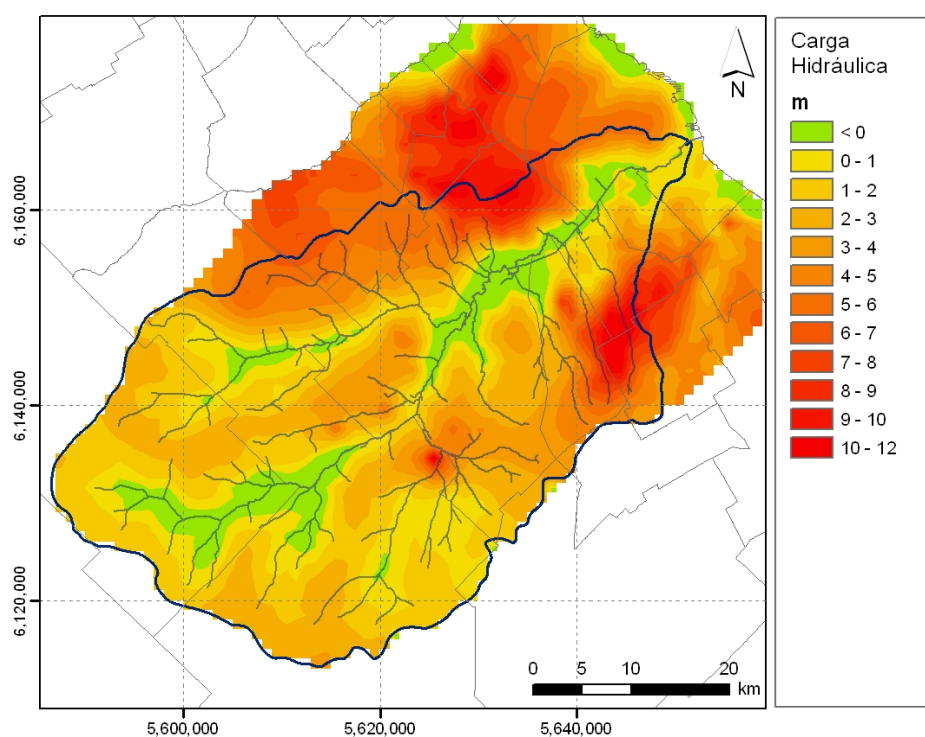 Carga
Hidráulica
m
< 0
0 - 1
1 - 2
2 - 3
3 - 4
4 - 5
5 - 6
6 - 7
7 - 8
8 - 9
9 - 10
10 - 12
N
6,160,000
6,140,000
6,120,000
0 5 10 20
km
5,600,000 5,620,000 5,640,000